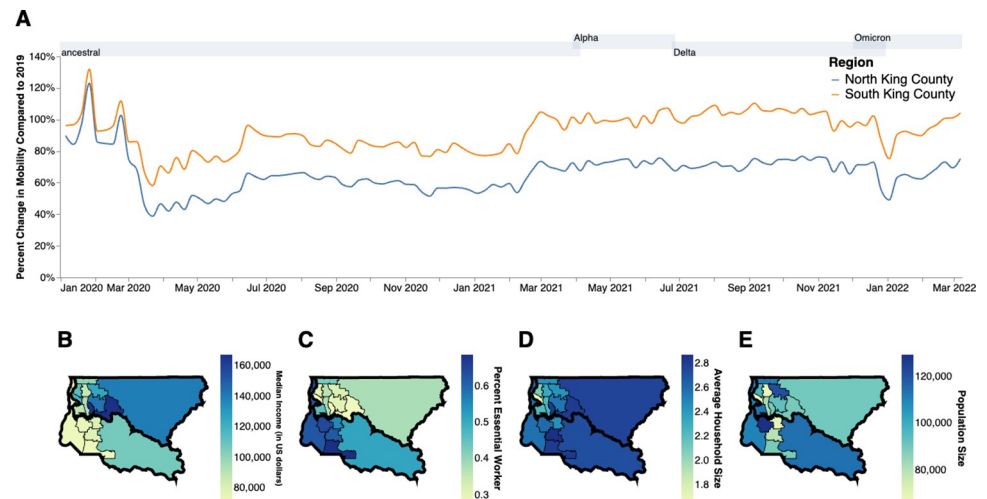 A
Alpha
Omicron
ancestral
Delta
Percent Change in Mobility Compared to 2019
140%
120%
100%
80%
60%
40%
20%
0%
Region
North King County
South King County
Jan 2020 Mar 2020 May 2020 Jul 2020 Sep 2020 Nov 2020 Jan 2021 Mar 2021 May 2021 Jul 2021 Sep 2021 Nov 2021 Jan 2022 Mar 2022
B
160,000
140,000
120,000
100,000
80,000
Median Income (in US dollars)
C
0.6
0.5
0.4
0.3
Percent Essential Worker
D
2.8
2.6
2.4
2.2
2.0
1.8
Average Household Size
E
120,000
100,000
80,000
Population Size